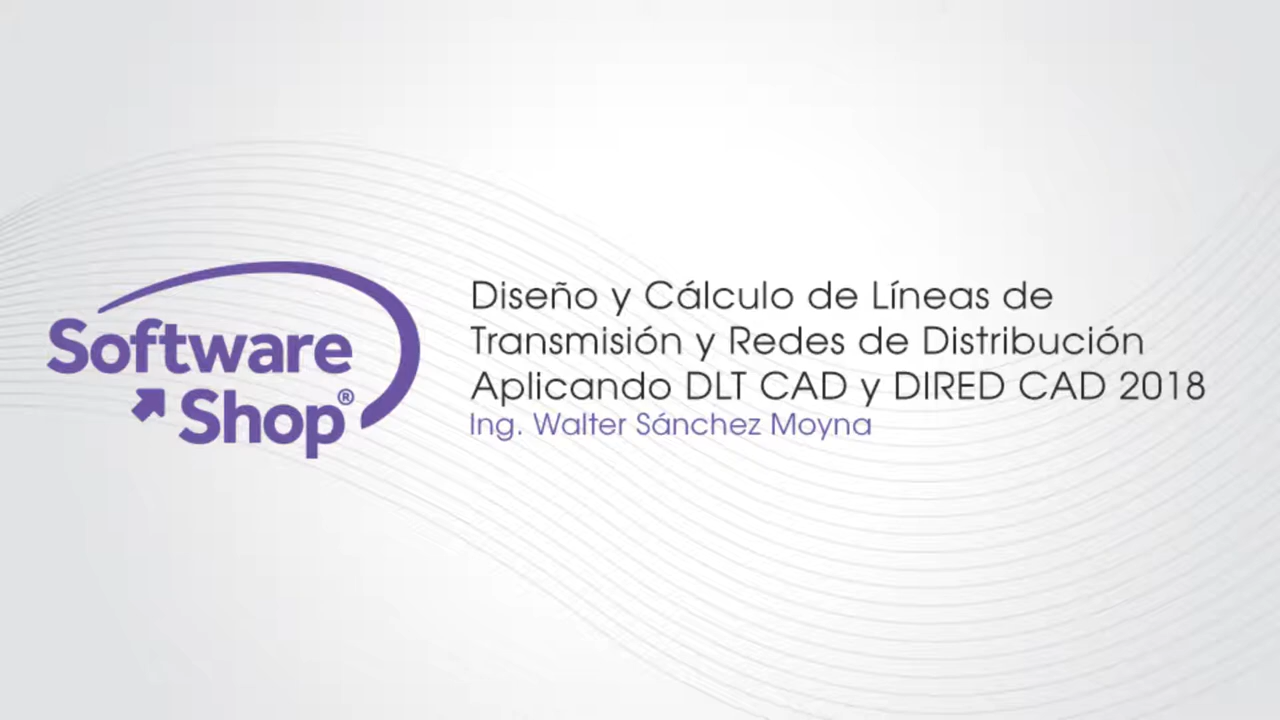 Software
Shop®
Diseño y Cálculo de Líneas de
Transmisión y Redes de Distribución
Aplicando DLT CAD y DIRED CAD 2018
Ing. Walter Sánchez Moyna